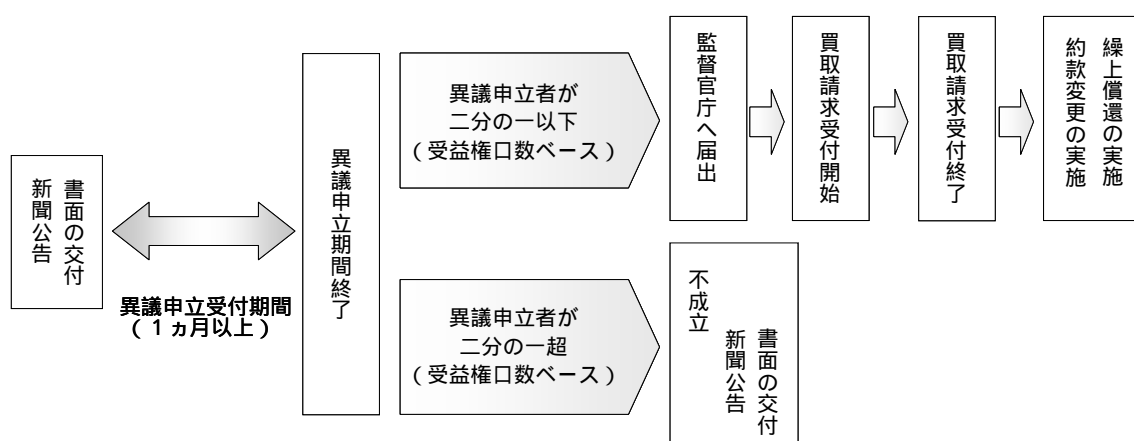 書面の交付
新聞公告
異議申立受付期間
(１ヵ月以上)
異議申立期間終了
異議申立者が
二分の一以下
(受益権口数ベース)
監督官庁へ届出
買取請求受付開始
買取請求受付終了
繰上償還の実施
約款変更の実施
異議申立者が
二分の一超
(受益権口数ベース)
不成立
書面の交付
新聞公告